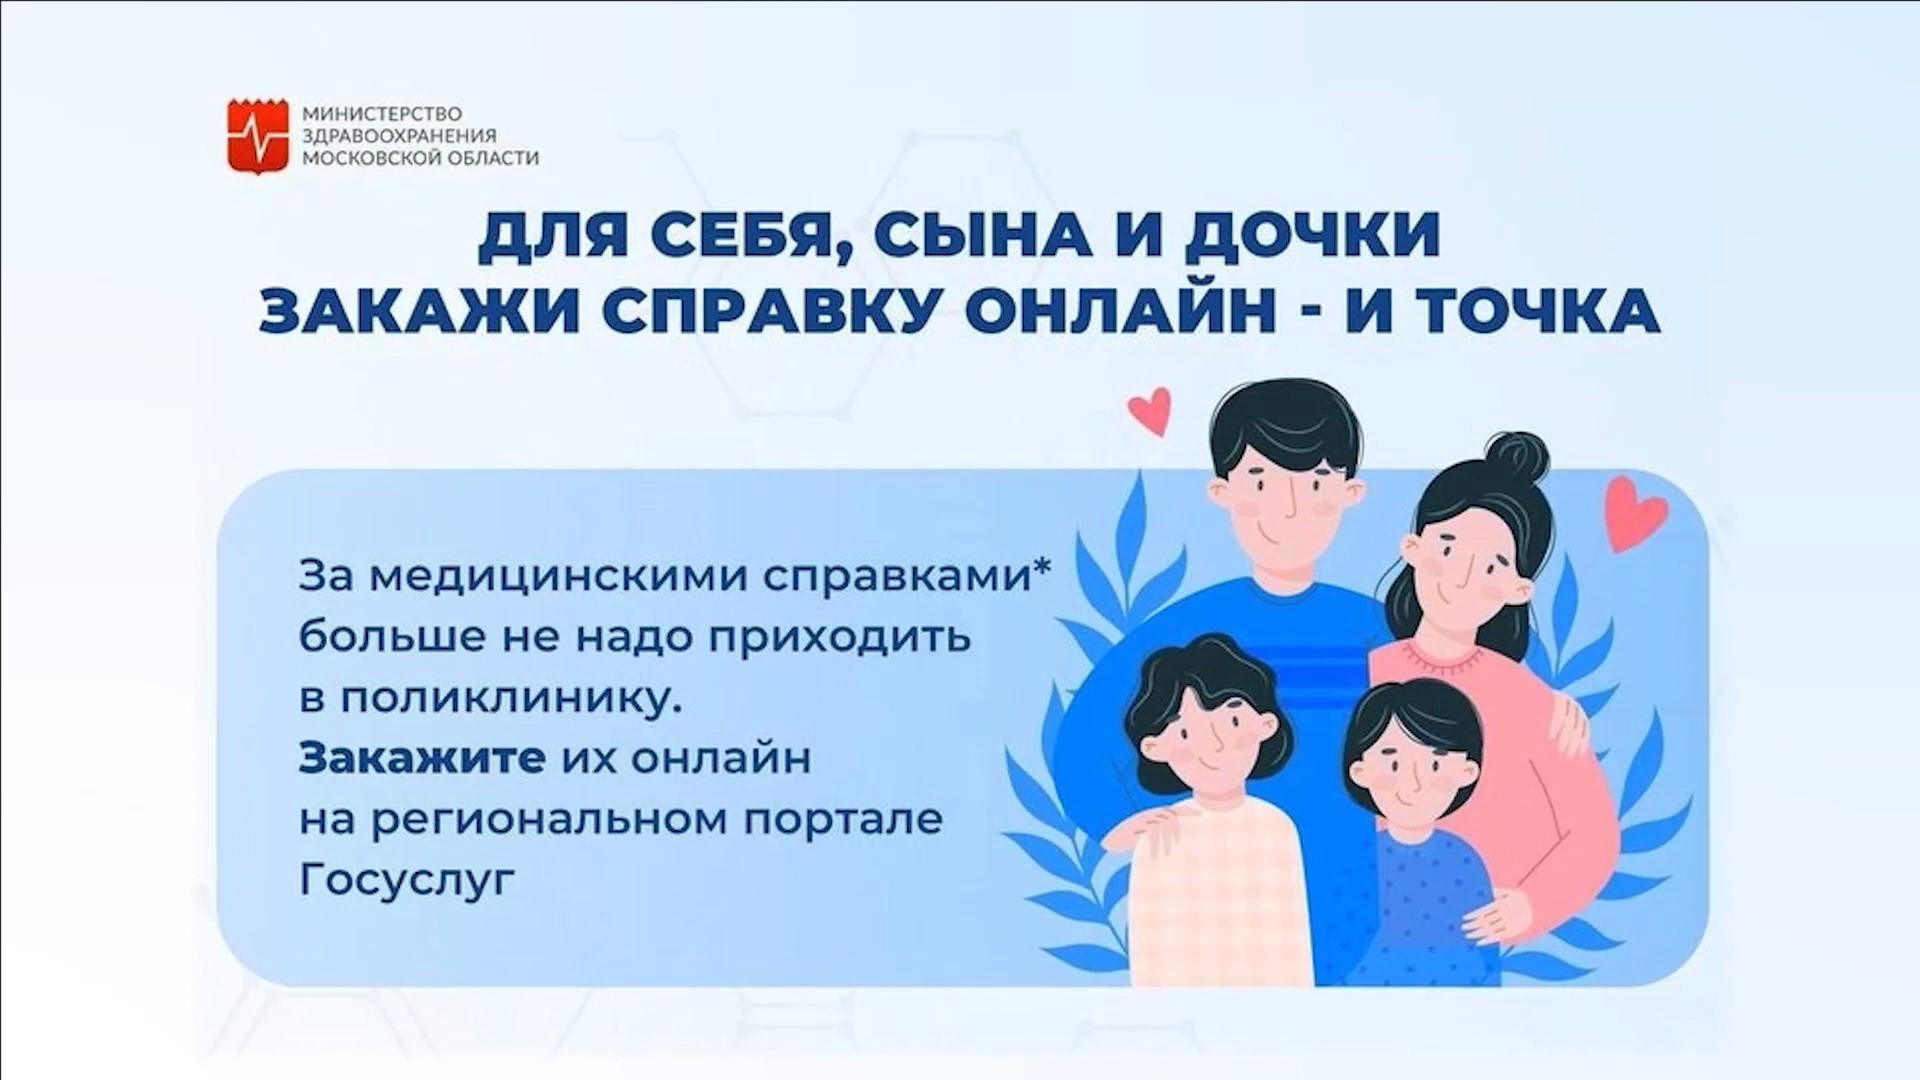 МИНИСТЕРСТВО
ЗДРАВООХРАНЕНИЯ
МОСКОВСКОЙ ОБЛАСТИ
ДЛЯ СЕБЯ, СЫНА И ДОЧКИ
ЗАКАЖИ СПРАВКУ ОНЛАЙН - И ТОЧКА
За медицинскими справками*
больше не надо приходить
в поликлинику.
Закажите их онлайн
на региональном портале
Госуслуг